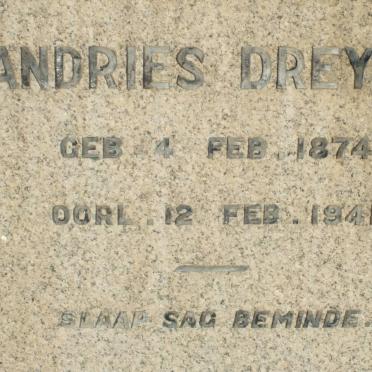 ANDRIES DREY
GEB. 4 FEB. 1874
OORL. 12 FEB. 194
SLAAP SAG BEMINDE.